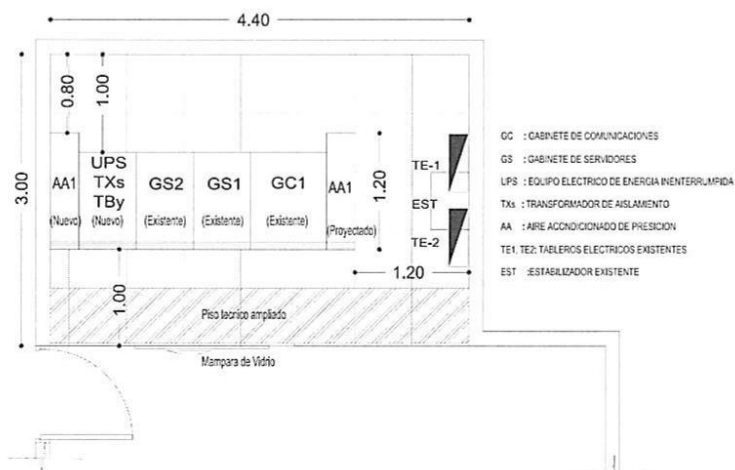 4.40
3.00
0.80
1.00
AA1
(Nuevo)
UPS
TXs
TBy
(Nuevo)
GS2
(Existente)
GS1
(Existente)
GC1
(Existente)
AA1
(Proyectado)
1.20
TE-1
EST
TE-2
1.20
1.00
Piso tecnico ampliado
Mampara de Vidrio
GC : GABINETE DE COMUNICACIONES
GS : GABINETE DE SERVIDORES
UPS : EQUIPO ELECTRICO DE ENERGIA INENTERRUMPIDA
TXs : TRANSFORMADOR DE AISLAMIENTO
AA : AIRE ACONDICIONADO DE PRESICION
TE1, TE2: TABLEROS ELECTRICOS EXISTENTES
EST :ESTABILIZADOR EXISTENTE